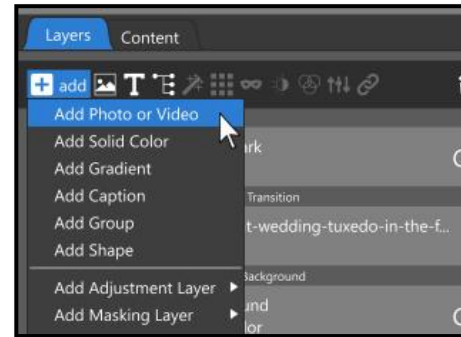 Layers Content
add T
Add Photo or Video
Add Solid Color
Add Gradient
Transition
Add Caption
t-wedding-tuxedo-in-the-f...
Add Group
Add Shape
Background
Add Adjustment Layer
Add Masking Layer